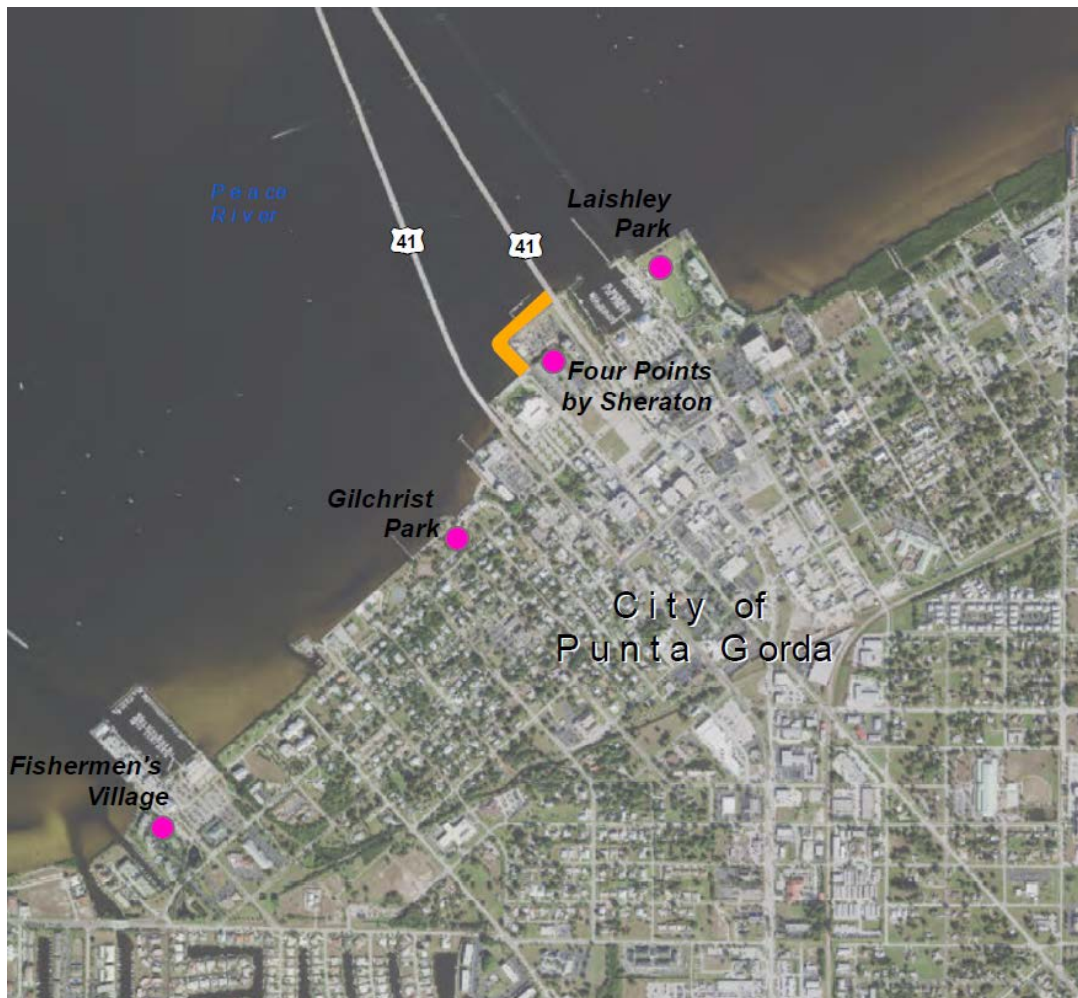 Peace
River
Laishley
Park
41
41
Four Points
by Sheraton
Gilchrist
Park
City of
Punta Gorda
Fishermen's
Village